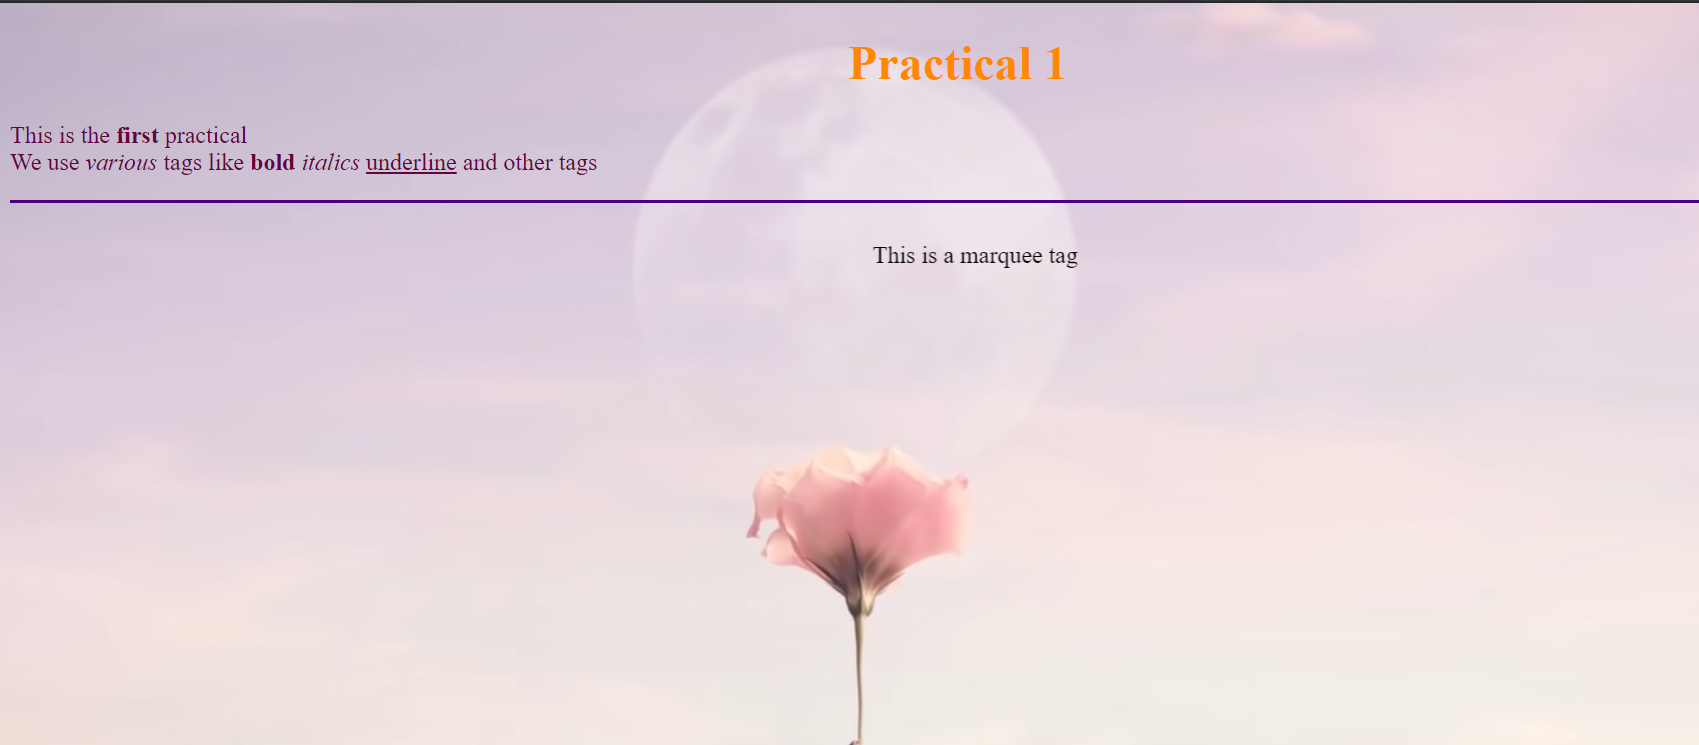 Practical 1
This is the first practical
We use various tags like bold italics underline and other tags
This is a marquee tag